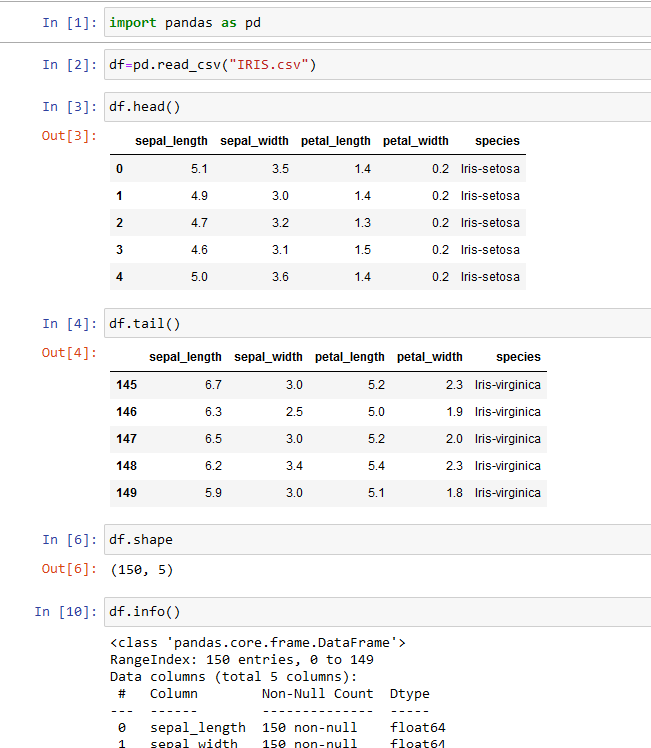 In [1]: import pandas as pd
In [2]: df=pd.read_csv("IRIS.csv")
In [3]: df.head()
Out[3]:
sepal_length sepal_width petal_length petal_width species
0 5.1 3.5 1.4 0.2 Iris-setosa
1 4.9 3.0 1.4 0.2 Iris-setosa
2 4.7 3.2 1.3 0.2 Iris-setosa
3 4.6 3.1 1.5 0.2 Iris-setosa
4 5.0 3.6 1.4 0.2 Iris-setosa
In [4]: df.tail()
Out[4]:
sepal_length sepal_width petal_length petal_width species
145 6.7 3.0 5.2 2.3 Iris-virginica
146 6.3 2.5 5.0 1.9 Iris-virginica
147 6.5 3.0 5.2 2.0 Iris-virginica
148 6.2 3.4 5.4 2.3 Iris-virginica
149 5.9 3.0 5.1 1.8 Iris-virginica
In [6]: df.shape
Out[6]: (150, 5)
In [10]: df.info()
<class 'pandas.core.frame.DataFrame'>
RangeIndex: 150 entries, 0 to 149
Data columns (total 5 columns):
# Column Non-Null Count Dtype
--- ------ -------------- -----
0 sepal_length 150 non-null float64
1 sepal_width 150 non-null float64